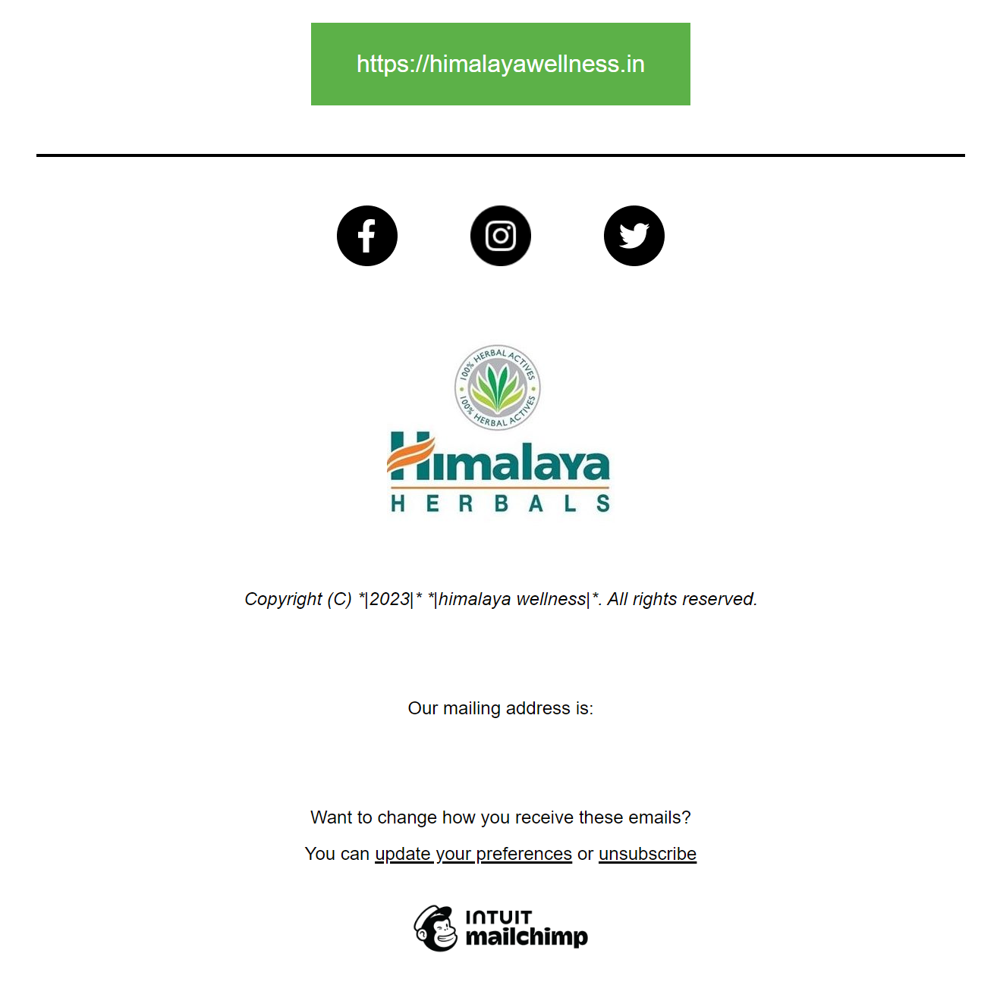 https://himalayawellness.in
100% HERBAL ACTIVES
100% HERBAL ACTIVES
Himalaya
HERBALS
Copyright (C) *|2023|* *|himalaya wellness|*. All rights reserved.
Our mailing address is:
Want to change how you receive these emails?
You can update your preferences or unsubscribe
INTUIT
mailchimp